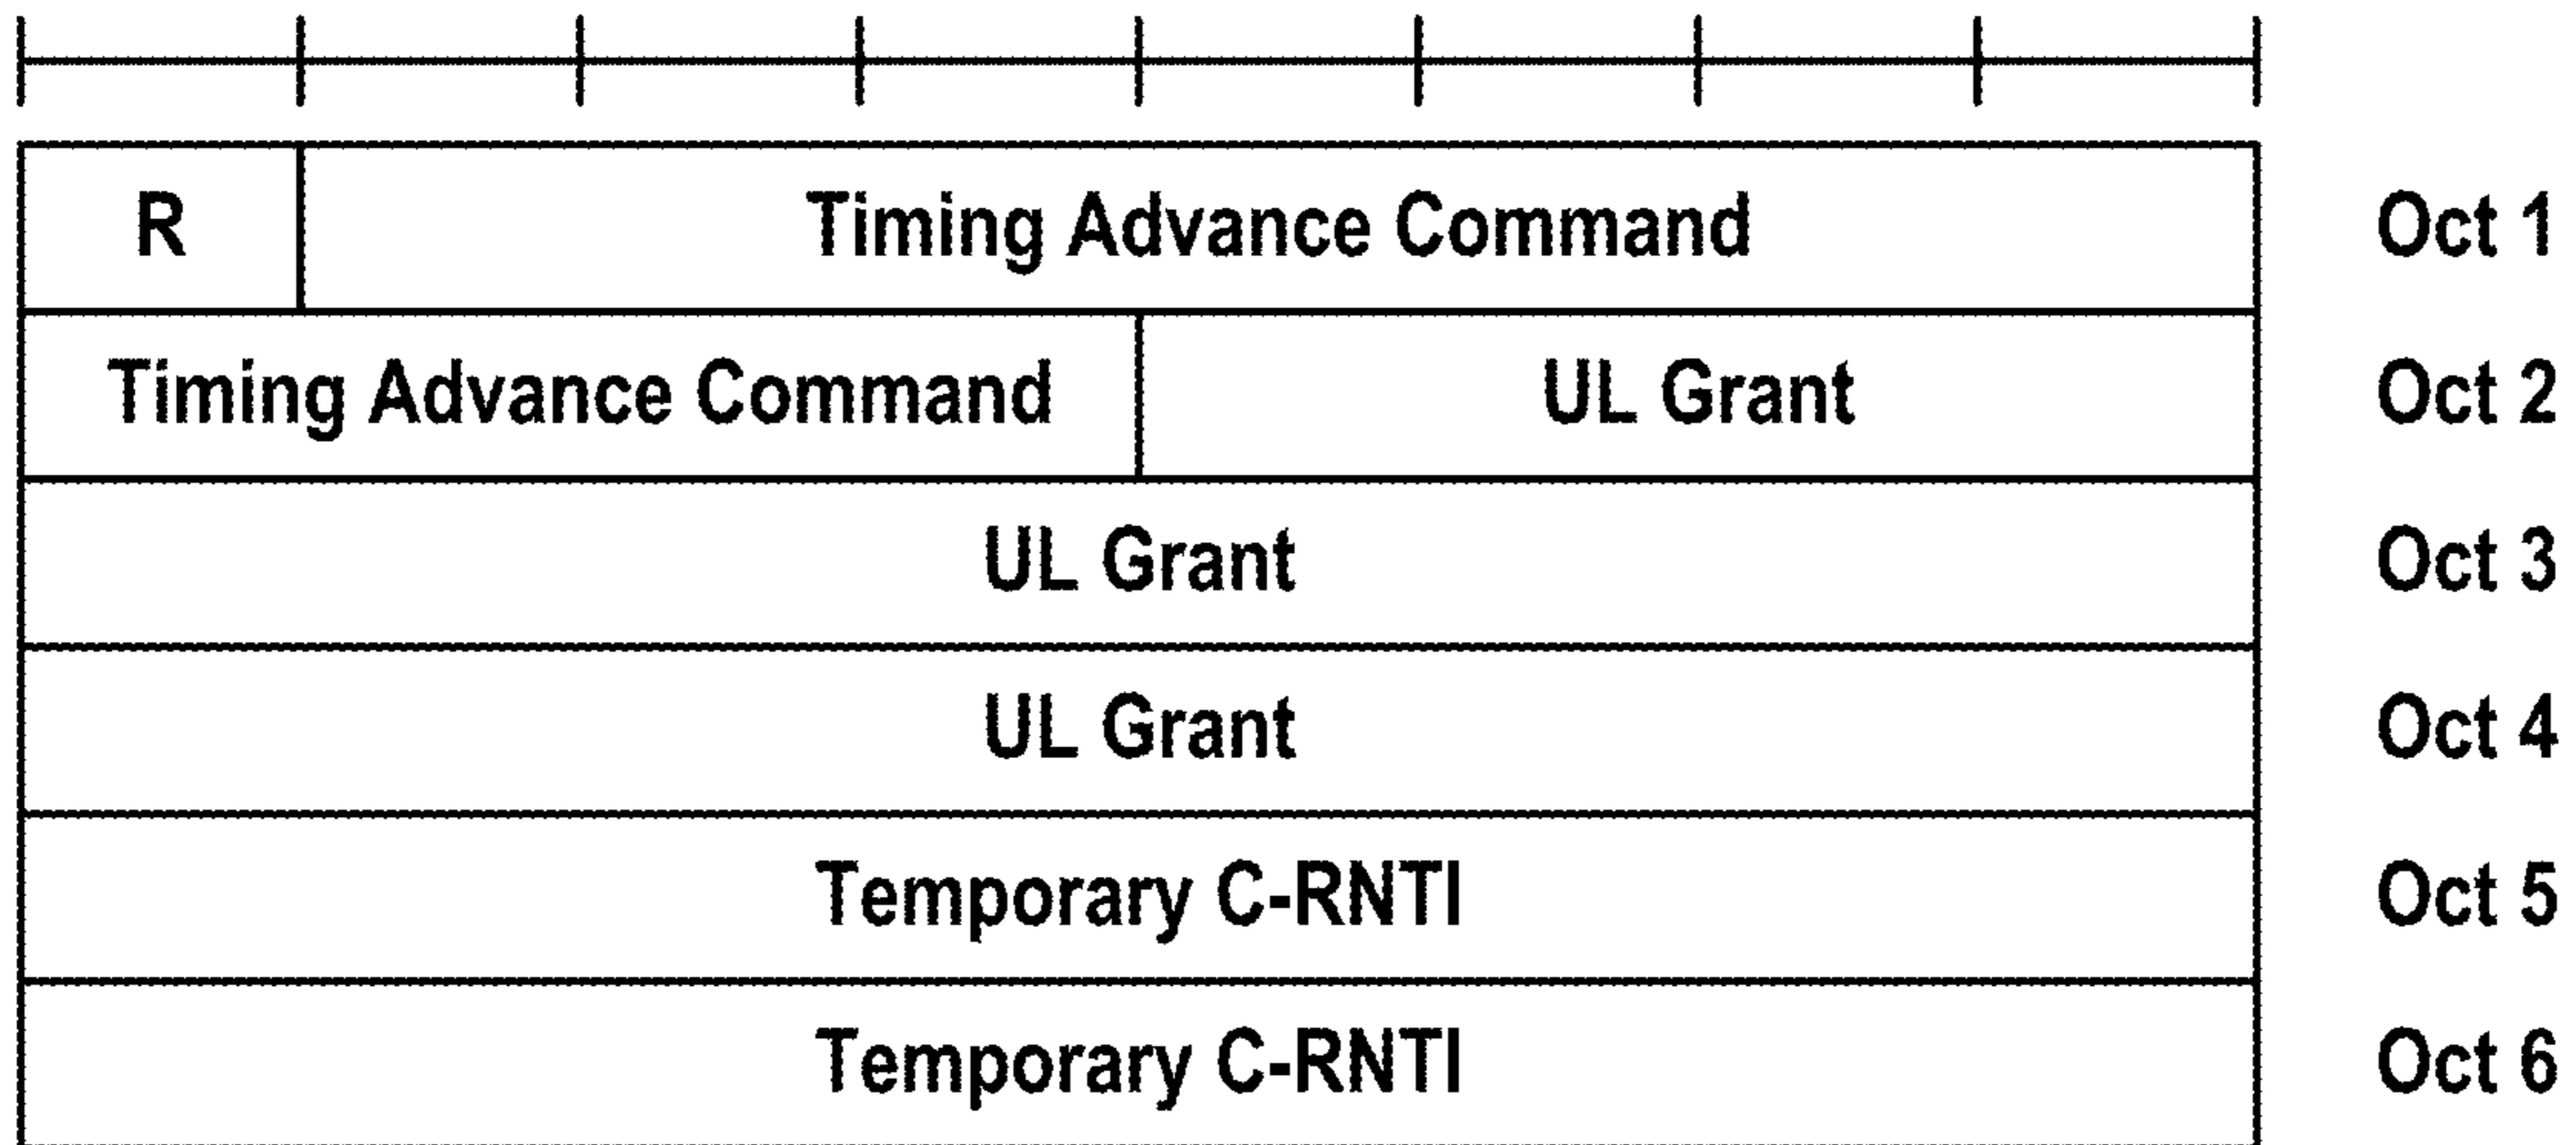 R Timing Advance Command Oct 1
Timing Advance Command UL Grant Oct 2
UL Grant Oct 3
UL Grant Oct 4
Temporary C-RNTI Oct 5
Temporary C-RNTI Oct 6